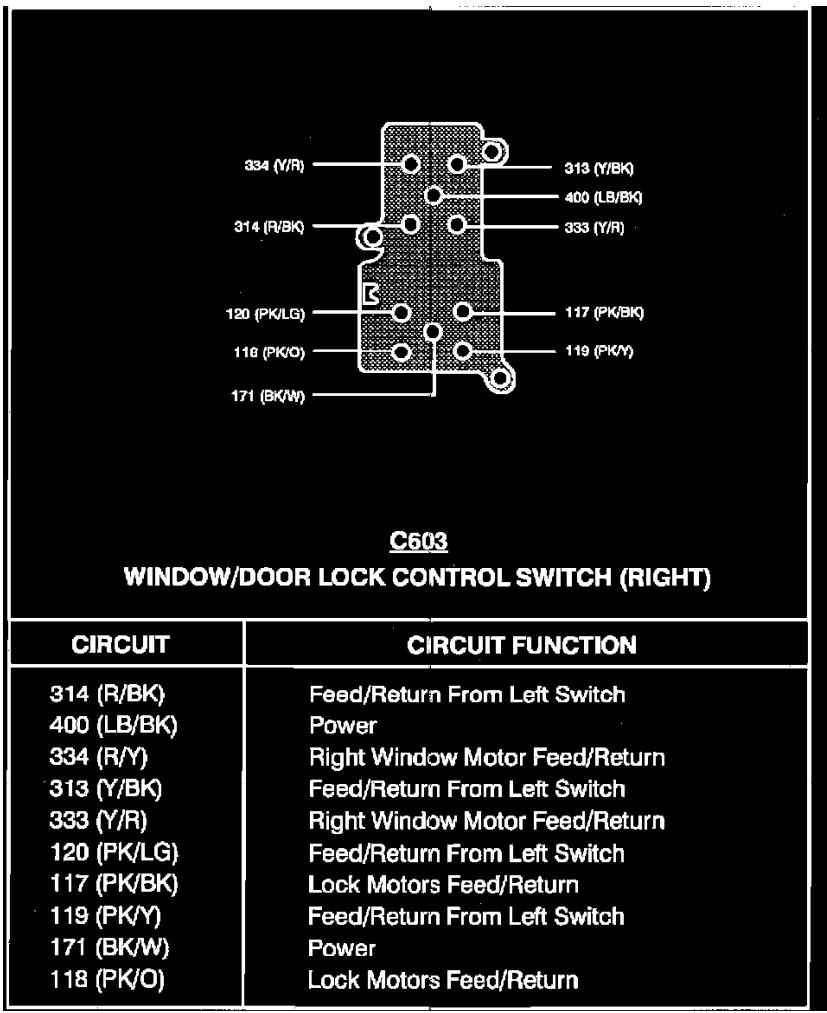 334 (Y/R) 313 (Y/BK)
400 (LB/BK)
314 (R/BK) 333 (Y/R)
120 (PK/LG) 117 (PK/BK)
118 (PK/O) 119 (PK/Y)
171 (BK/W)
C603
WINDOW/DOOR LOCK CONTROL SWITCH (RIGHT)
CIRCUIT CIRCUIT FUNCTION
314 (R/BK) Feed/Return From Left Switch
400 (LB/BK) Power
334 (R/Y) Right Window Motor Feed/Return
313 (Y/BK) Feed/Return From Left Switch
333 (Y/R) Right Window Motor Feed/Return
120 (PK/LG) Feed/Return From Left Switch
117 (PK/BK) Lock Motors Feed/Return
119 (PK/Y) Feed/Return From Left Switch
171 (BK/W) Power
118 (PK/O) Lock Motors Feed/Return